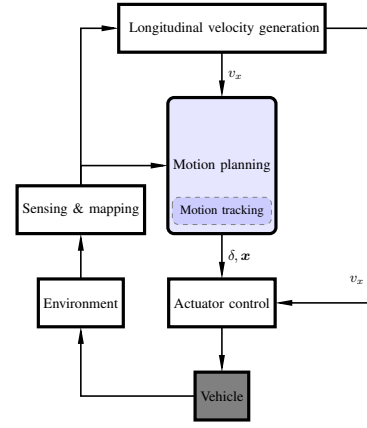 Longitudinal velocity generation
v_x
Motion planning
Motion tracking
Sensing & mapping
δ, x
v_x
Environment
Actuator control
Vehicle